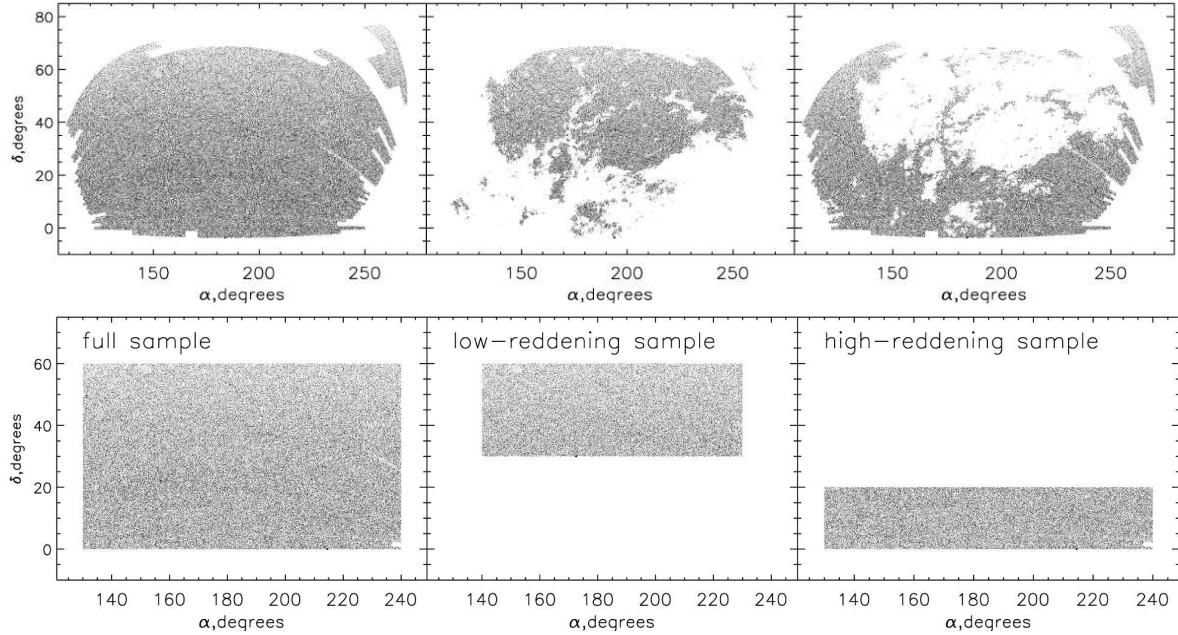 80
60
40
20
0
δ,degrees
150 200 250 150 200 250 150 200 250
α,degrees α,degrees α,degrees
full sample low-reddening sample high-reddening sample
60
40
20
0
δ,degrees
140 160 180 200 220 240 140 160 180 200 220 240 140 160 180 200 220 240
α,degrees α,degrees α,degrees